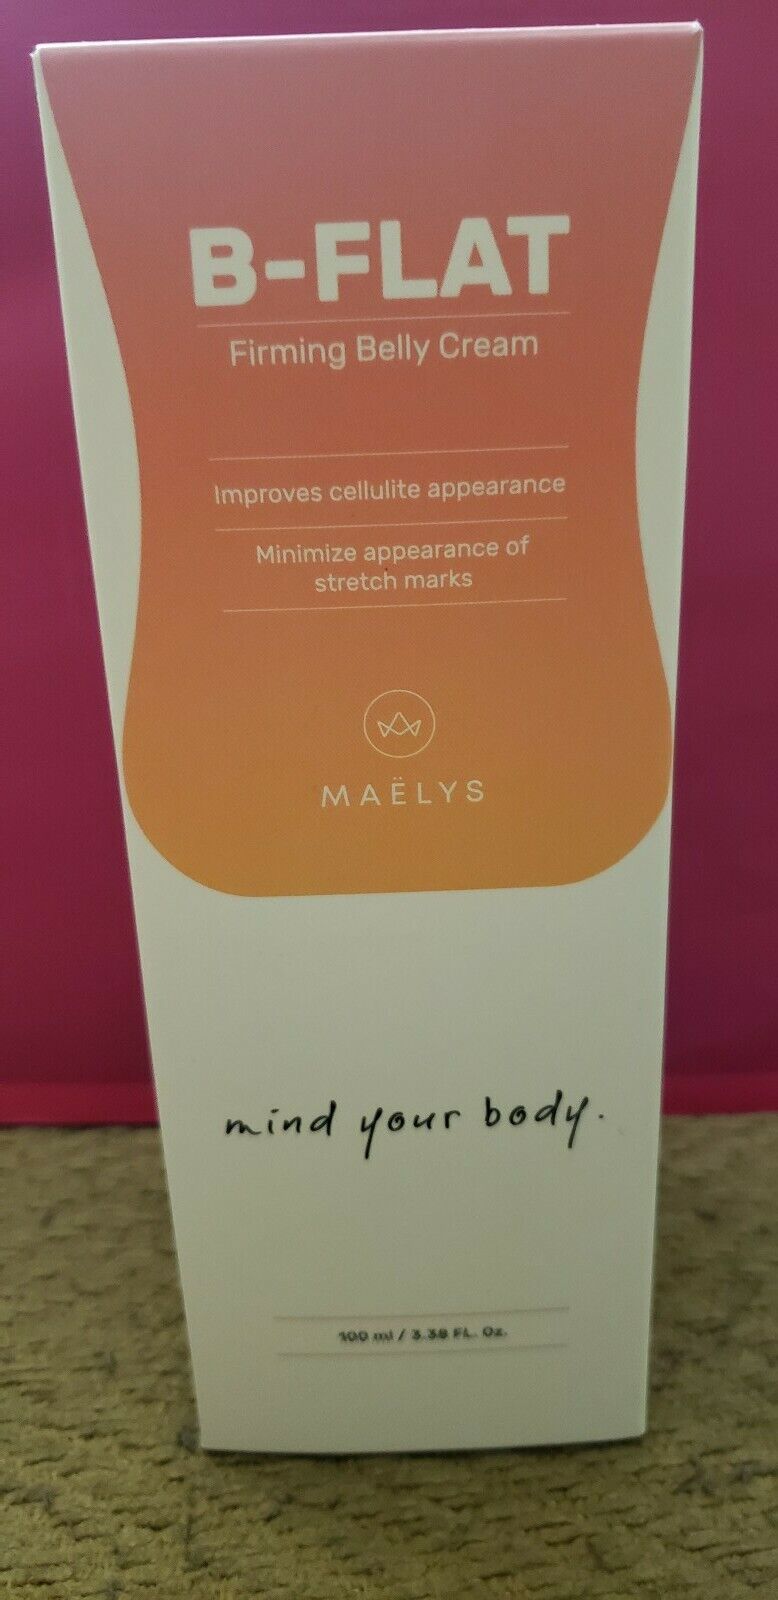 B-FLAT
Firming Belly Cream
Improves cellulite appearance
Minimize appearance of
stretch marks
MAËLYS
mind your body.
100 ml / 3.38 FL. Oz.